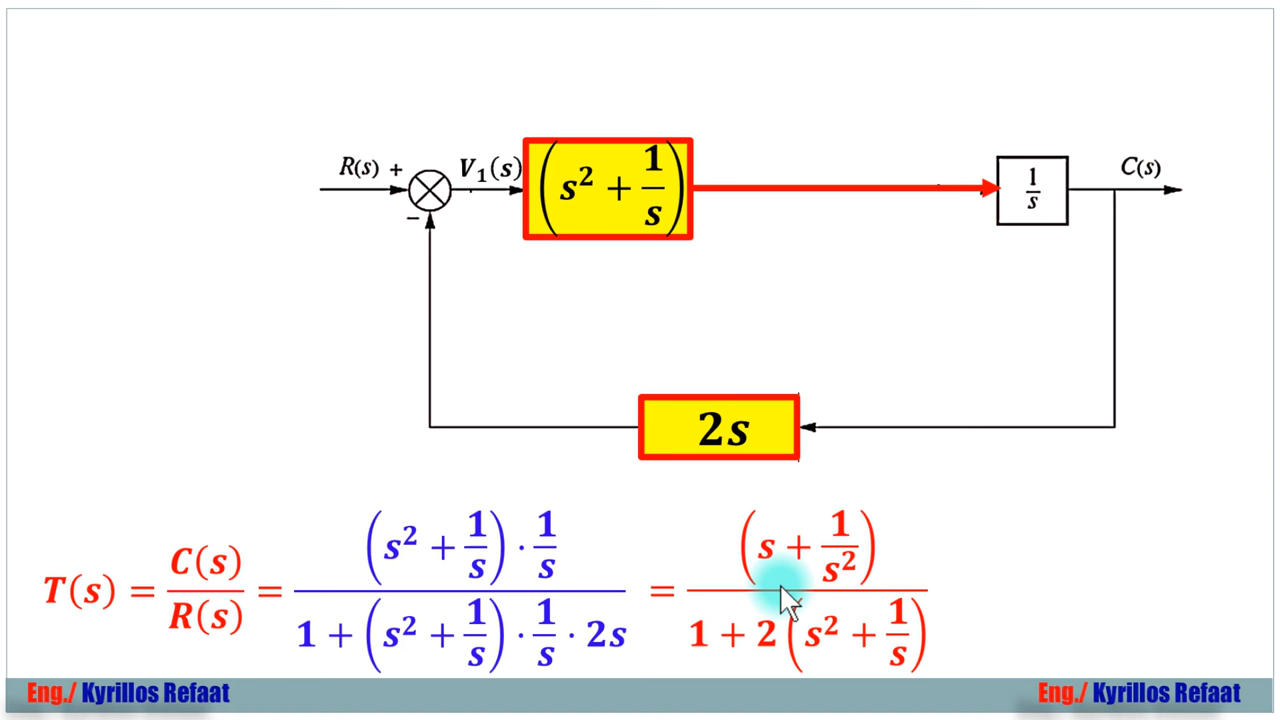 R(s) + V₁(s) (s² + 1/s) 1/s C(s)
−
2s
T(s) = C(s)/R(s) = (s² + 1/s) · 1/s / 1 + (s² + 1/s) · 1/s · 2s = (s + 1/s²) / 1 + 2(s² + 1/s)
Eng./ Kyrillos Refaat Eng./ Kyrillos Refaat